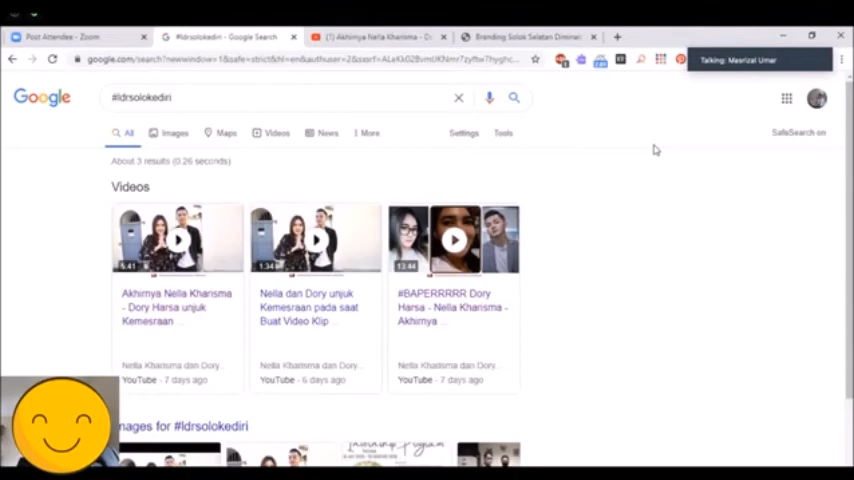 Post Attendee - Zoom
#ldrsolokediri - Google Search
Akhirnya Nella Kharisma - D
Branding Solok Selatan Diminat
Talking: Masrizal Umar
Google
#ldrsolokediri
All
Images
Maps
Videos
News
More
Settings
Tools
SafeSearch on
About 3 results (0.26 seconds)
Videos
5:41
1:34
13:44
Akhirnya Nella Kharisma
- Dory Harsa unjuk
Kemesraan ...
Nella dan Dory unjuk
Kemesraan pada saat
Buat Video Klip ...
#BAPERRRRR Dory
Harsa - Nella Kharisma -
Akhirnya ...
Nella Kharisma dan Dory...
YouTube - 7 days ago
Nella Kharisma dan Dory...
YouTube - 6 days ago
Nella Kharisma dan Dory...
YouTube - 7 days ago
mages for #ldrsolokediri